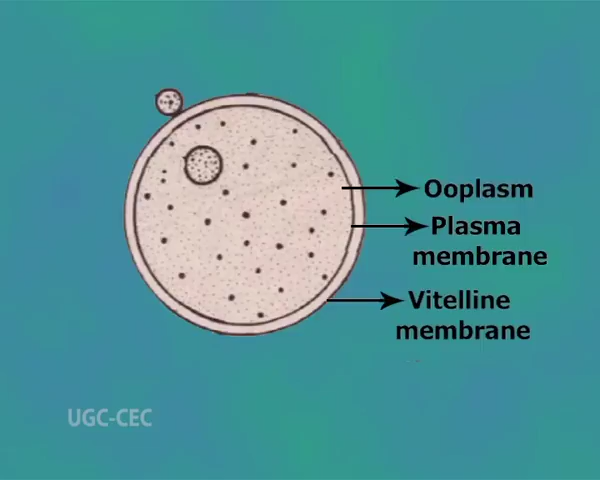 Ooplasm
Plasma
membrane
Vitelline
membrane
UGC-CEC